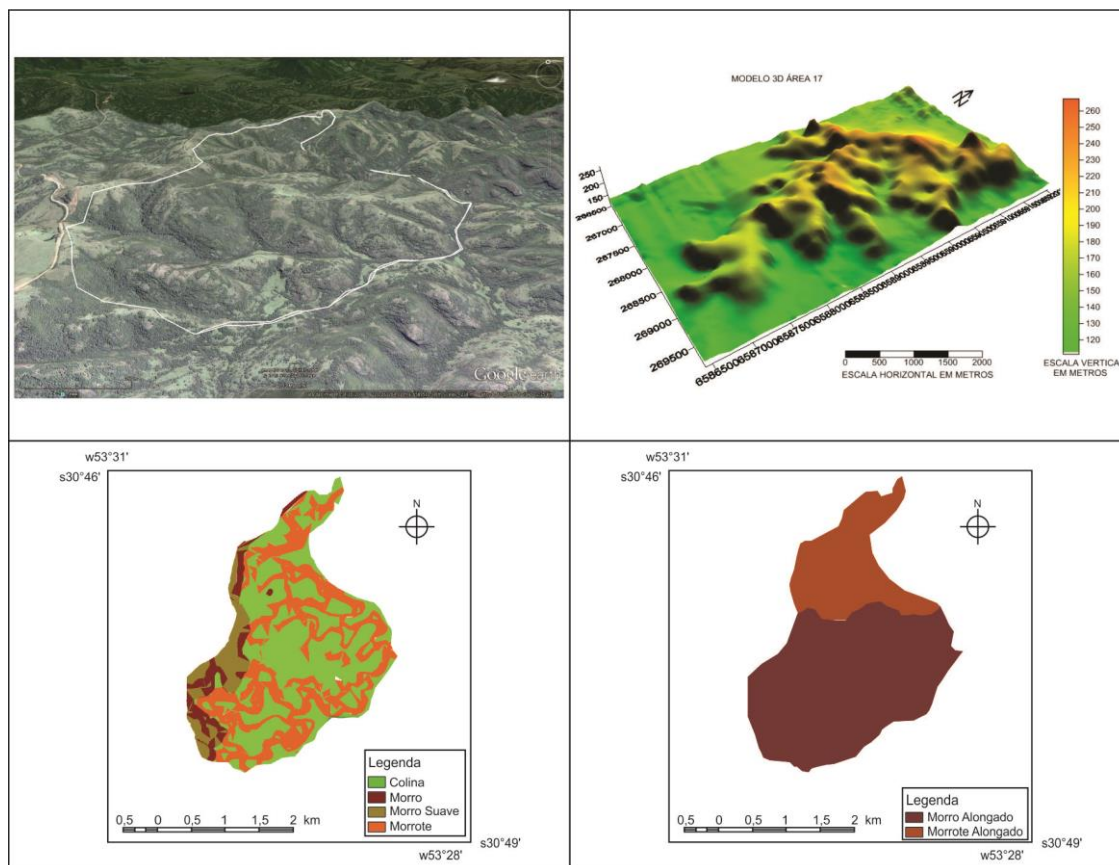 Google earth
MODELO 3D ÁREA 17
N
250
200
150
266500
267000
267500
268000
268500
269000
269500
260
250
240
230
220
210
200
190
180
170
160
150
140
130
120
0 500 1000 1500 2000
ESCALA HORIZONTAL EM METROS
ESCALA VERTICAL
EM METROS
w53°31'
s30°46'
N
Legenda
Colina
Morro
Morro Suave
Morrote
0,5 0 0,5 1 1,5 2 km
s30°49'
w53°28'
w53°31'
s30°46'
N
Legenda
Morro Alongado
Morrote Alongado
0,5 0 0,5 1 1,5 2 km
s30°49'
w53°28'